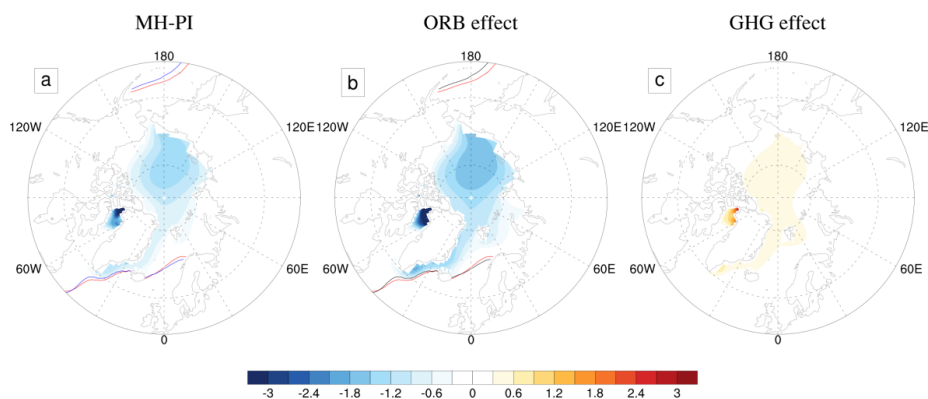 MH-PI ORB effect GHG effect
a 180 b 180 c 180
120W 120E 120W 120E 120W 120E
60W 60E 60W 60E 60W 60E
0 0 0
-3 -2.4 -1.8 -1.2 -0.6 0 0.6 1.2 1.8 2.4 3